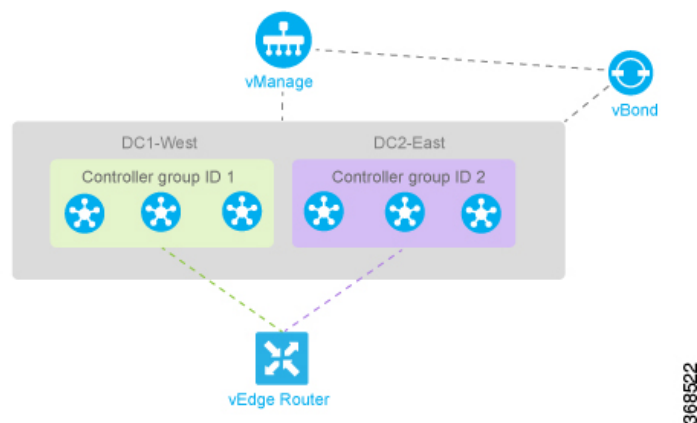 vManage
vBond
DC1-West
DC2-East
Controller group ID 1
Controller group ID 2
vEdge Router
368522